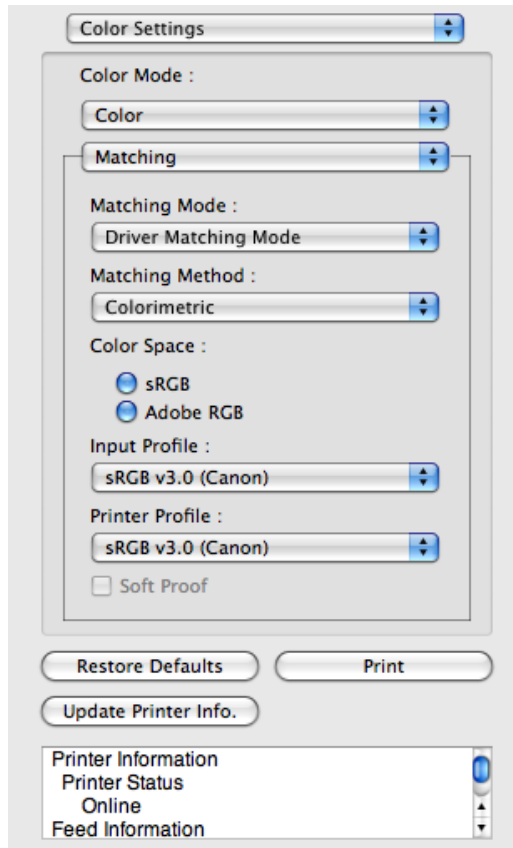 Color Settings
Color Mode :
Color
Matching
Matching Mode :
Driver Matching Mode
Matching Method :
Colorimetric
Color Space :
sRGB
Adobe RGB
Input Profile :
sRGB v3.0 (Canon)
Printer Profile :
sRGB v3.0 (Canon)
Soft Proof
Restore Defaults
Print
Update Printer Info.
Printer Information
Printer Status
Online
Feed Information